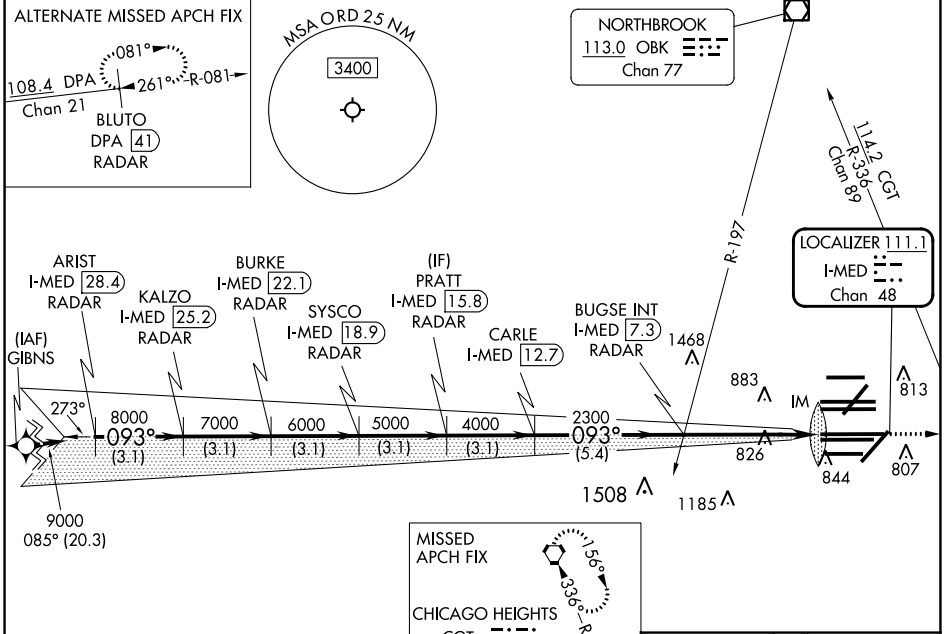 ALTERNATE MISSED APCH FIX
081°
108.4 DPA
Chan 21
261°
R-081
BLUTO
DPA 41
RADAR
MSA ORD 25 NM
3400
NORTHBROOK
113.0 OBK
Chan 77
114.2 CGT
R-336
Chan 89
R-197
LOCALIZER 111.1
I-MED
Chan 48
ARIST
I-MED 28.4
RADAR
KALZO
I-MED 25.2
RADAR
BURKE
I-MED 22.1
RADAR
SYSCO
I-MED 18.9
RADAR
(IF)
PRATT
I-MED 15.8
RADAR
CARLE
I-MED 12.7
BUGSE INT
I-MED 7.3
RADAR
(IAF)
GIBNS
1468
883
IM
813
273°
8000
093°
(3.1)
7000
(3.1)
6000
(3.1)
5000
(3.1)
4000
(3.1)
2300
093°
(5.4)
826
844
807
1508
1185
9000
085° (20.3)
MISSED
APCH FIX
156°
336°
R
CHICAGO HEIGHTS
CGT